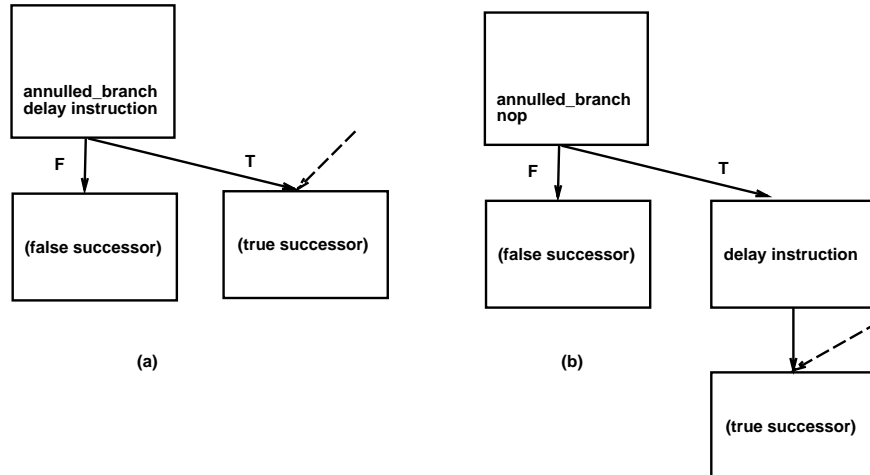 annulled_branch
delay instruction
F
T
(false successor)
(true successor)
(a)
annulled_branch
nop
F
T
(false successor)
delay instruction
(b)
(true successor)